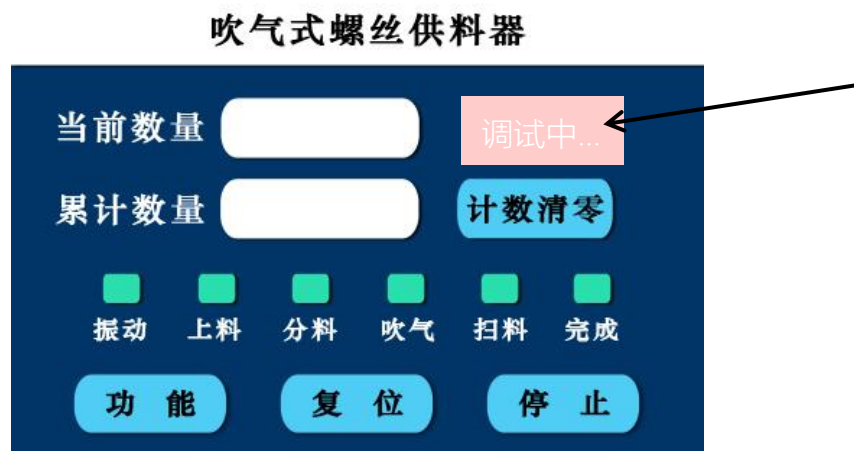 吹气式螺丝供料器
当前数量
调试中...
累计数量
计数清零
振动 上料 分料 吹气 扫料 完成
功 能 复 位 停 止